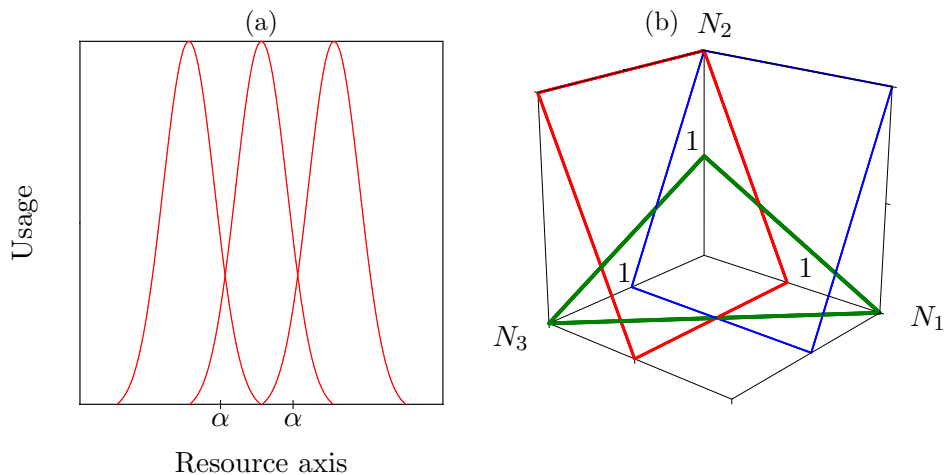 (a)
Usage
α α
Resource axis
(b)
N₂
1
1
1
N₃
N₁